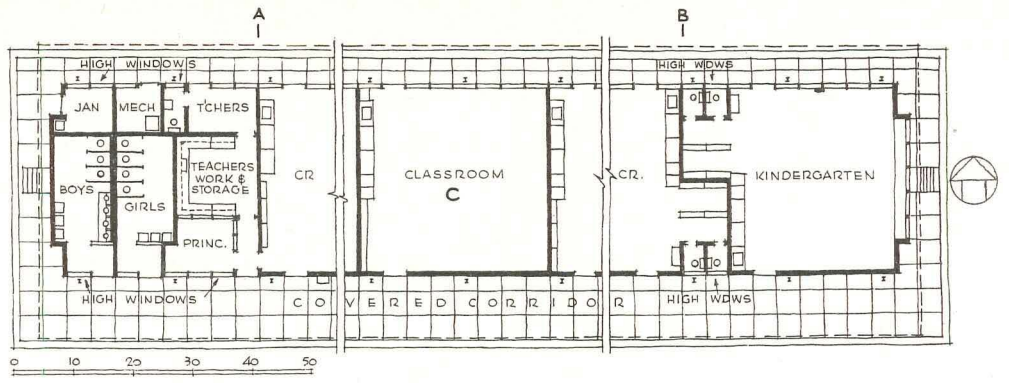 A
B
HIGH WINDOWS
HIGH WDWS
JAN
MECH
T'CHERS
TEACHERS
WORK &
STORAGE
CR
CLASSROOM
C
CR.
KINDERGARTEN
BOYS
GIRLS
PRINC.
HIGH WINDOWS
COVERED CORRIDOR
HIGH WDWS
0 10 20 30 40 50